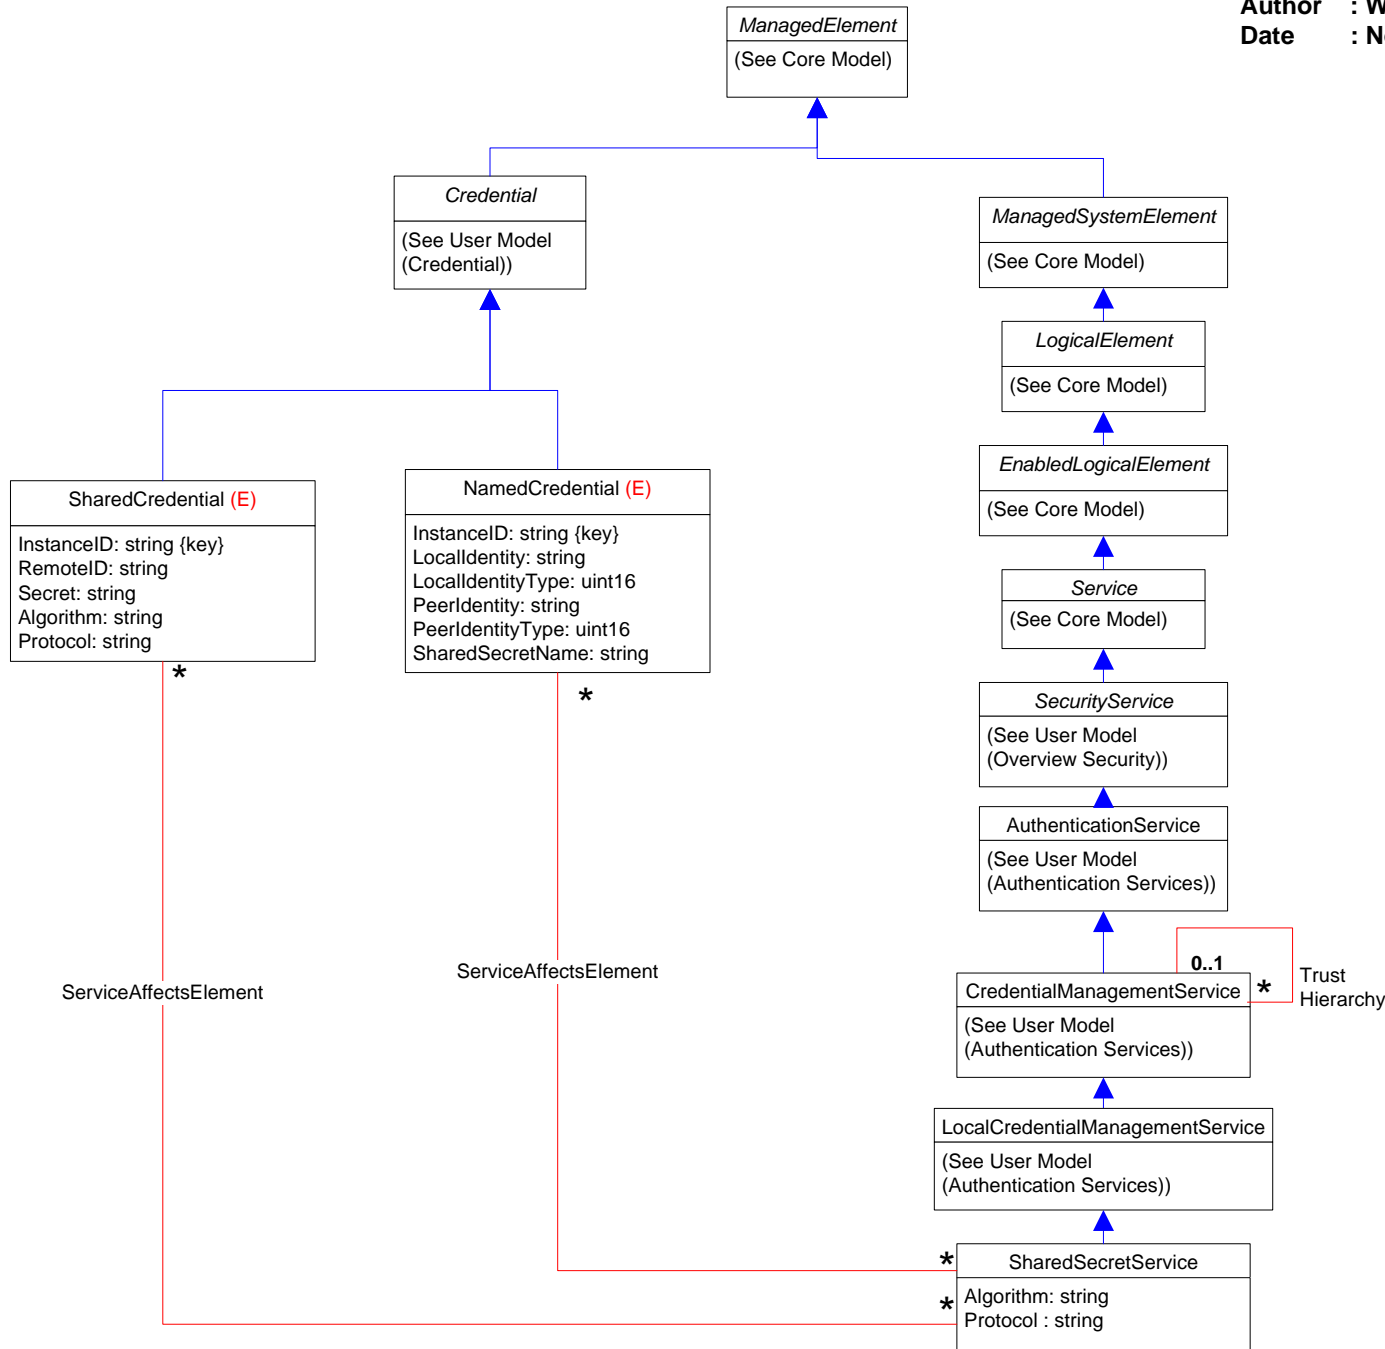 Author : W
Date : N
ManagedElement
(See Core Model)
Credential
(See User Model
(Credential))
ManagedSystemElement
(See Core Model)
LogicalElement
(See Core Model)
EnabledLogicalElement
(See Core Model)
SharedCredential (E)
InstanceID: string {key}
RemoteID: string
Secret: string
Algorithm: string
Protocol: string
*
NamedCredential (E)
InstanceID: string {key}
LocalIdentity: string
LocalIdentityType: uint16
PeerIdentity: string
PeerIdentityType: uint16
SharedSecretName: string
*
Service
(See Core Model)
SecurityService
(See User Model
(Overview Security))
AuthenticationService
(See User Model
(Authentication Services))
ServiceAffectsElement
ServiceAffectsElement
0..1
*
Trust
Hierarchy
CredentialManagementService
(See User Model
(Authentication Services))
LocalCredentialManagementService
(See User Model
(Authentication Services))
*
*
SharedSecretService
Algorithm: string
Protocol : string